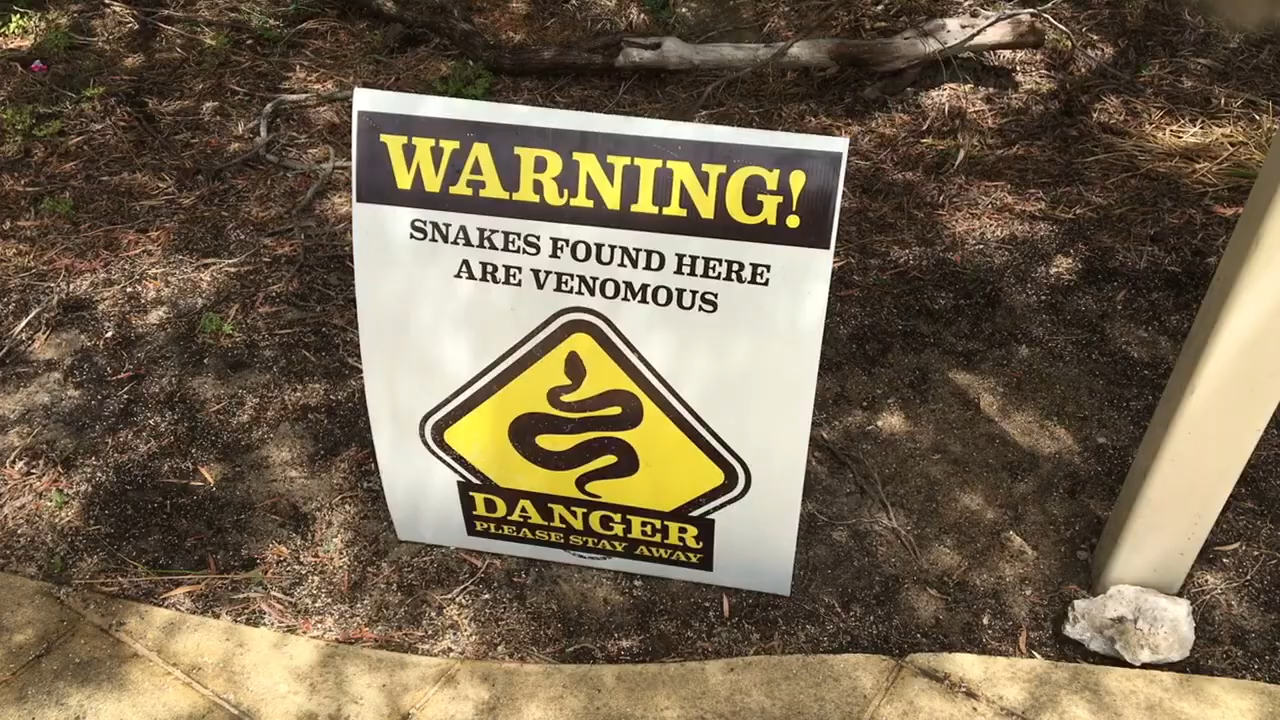 WARNING!
SNAKES FOUND HERE
ARE VENOMOUS
DANGER
PLEASE STAY AWAY